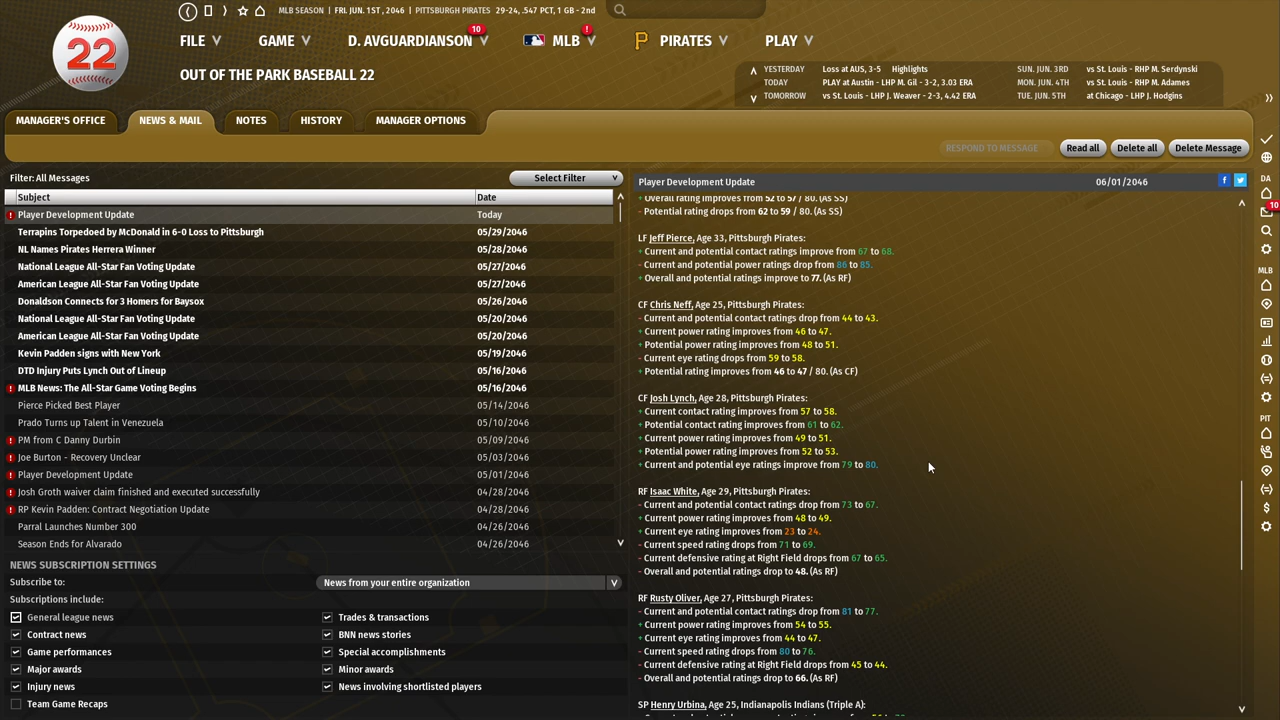 MLB SEASON | FRI. JUN. 1ST , 2046 | PITTSBURGH PIRATES 29-24, .547 PCT, 1 GB - 2nd
22
FILE
GAME
D. AVGUARDIANSON
10
MLB
!
P
PIRATES
PLAY
OUT OF THE PARK BASEBALL 22
YESTERDAY Loss at AUS, 3-5 Highlights SUN. JUN. 3RD vs St. Louis - RHP M. Serdynski
TODAY PLAY at Austin - LHP M. Gil - 3-2, 3.03 ERA MON. JUN. 4TH vs St. Louis - RHP M. Adames
TOMORROW vs St. Louis - LHP J. Weaver - 2-3, 4.42 ERA TUE. JUN. 5TH at Chicago - LHP J. Hodgins
MANAGER'S OFFICE NEWS & MAIL NOTES HISTORY MANAGER OPTIONS
RESPOND TO MESSAGE Read all Delete all Delete Message
Filter: All Messages Select Filter
Subject Date
Player Development Update Today
Terrapins Torpedoed by McDonald in 6-0 Loss to Pittsburgh 05/29/2046
NL Names Pirates Herrera Winner 05/28/2046
National League All-Star Fan Voting Update 05/27/2046
American League All-Star Fan Voting Update 05/27/2046
Donaldson Connects for 3 Homers for Baysox 05/26/2046
National League All-Star Fan Voting Update 05/20/2046
American League All-Star Fan Voting Update 05/20/2046
Kevin Padden signs with New York 05/19/2046
DTD Injury Puts Lynch Out of Lineup 05/16/2046
MLB News: The All-Star Game Voting Begins 05/16/2046
Pierce Picked Best Player 05/14/2046
Prado Turns up Talent in Venezuela 05/10/2046
PM from C Danny Durbin 05/09/2046
Joe Burton - Recovery Unclear 05/03/2046
Player Development Update 05/01/2046
Josh Groth waiver claim finished and executed successfully 04/28/2046
RP Kevin Padden: Contract Negotiation Update 04/28/2046
Parral Launches Number 300 04/26/2046
Season Ends for Alvarado 04/26/2046
NEWS SUBSCRIPTION SETTINGS
Subscribe to: News from your entire organization
Subscriptions include:
General league news Trades & transactions
Contract news BNN news stories
Game performances Special accomplishments
Major awards Minor awards
Injury news News involving shortlisted players
Team Game Recaps
Player Development Update 06/01/2046
+ Overall rating improves from 52 to 57 / 80. (As SS)
- Potential rating drops from 62 to 59 / 80. (As SS)
LF Jeff Pierce, Age 33, Pittsburgh Pirates:
+ Current and potential contact ratings improve from 67 to 68.
- Current and potential power ratings drop from 86 to 85.
+ Overall and potential ratings improve to 77. (As RF)
CF Chris Neff, Age 25, Pittsburgh Pirates:
- Current and potential contact ratings drop from 44 to 43.
+ Current power rating improves from 46 to 47.
+ Potential power rating improves from 48 to 51.
- Current eye rating drops from 59 to 58.
+ Potential rating improves from 46 to 47 / 80. (As CF)
CF Josh Lynch, Age 28, Pittsburgh Pirates:
+ Current contact rating improves from 57 to 58.
+ Potential contact rating improves from 61 to 62.
+ Current power rating improves from 49 to 51.
+ Potential power rating improves from 52 to 53.
+ Current and potential eye ratings improve from 79 to 80.
RF Isaac White, Age 29, Pittsburgh Pirates:
- Current and potential contact ratings drop from 73 to 67.
+ Current power rating improves from 48 to 49.
+ Current eye rating improves from 23 to 24.
- Current speed rating drops from 71 to 69.
- Current defensive rating at Right Field drops from 67 to 65.
- Overall and potential ratings drop to 48. (As RF)
RF Rusty Oliver, Age 27, Pittsburgh Pirates:
- Current and potential contact ratings drop from 81 to 77.
+ Current power rating improves from 54 to 55.
+ Current eye rating improves from 44 to 47.
- Current speed rating drops from 80 to 76.
- Current defensive rating at Right Field drops from 45 to 44.
- Overall and potential ratings drop to 66. (As RF)
SP Henry Urbina, Age 25, Indianapolis Indians (Triple A):
DA
10
MLB
PIT